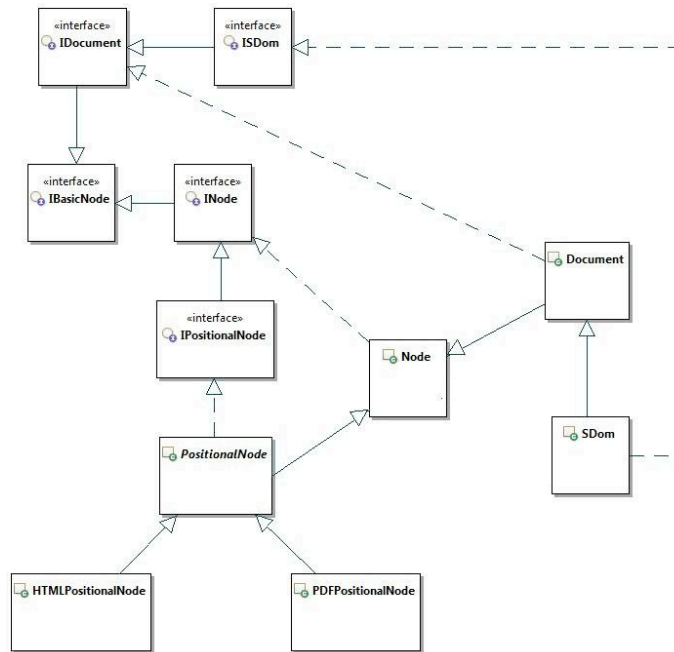 «interface»
IDocument
«interface»
ISDom
«interface»
IBasicNode
«interface»
INode
Document
«interface»
IPositionalNode
Node
SDom
PositionalNode
HTMLPositionalNode
PDFPositionalNode